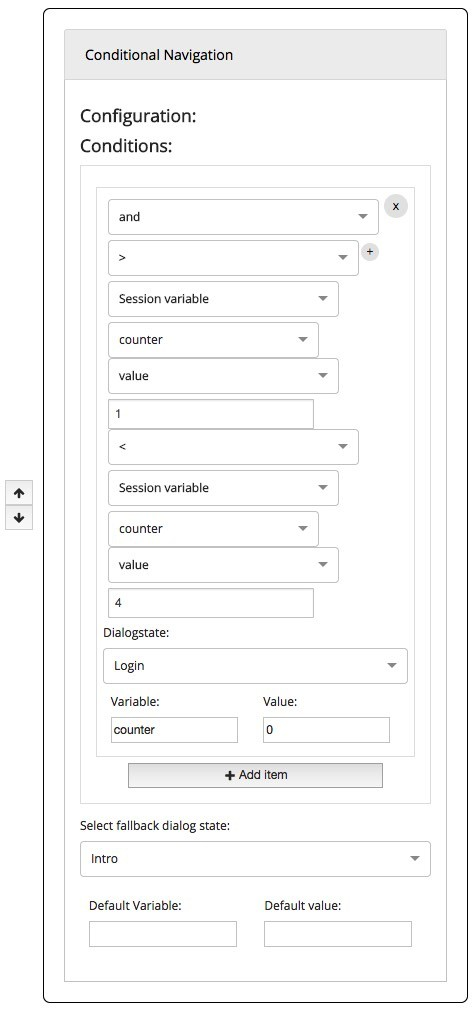 Conditional Navigation
Configuration:
Conditions:
and
x
>
+
Session variable
counter
value
1
<
Session variable
counter
value
4
Dialogstate:
Login
Variable: Value:
counter 0
+ Add item
Select fallback dialog state:
Intro
Default Variable: Default value: